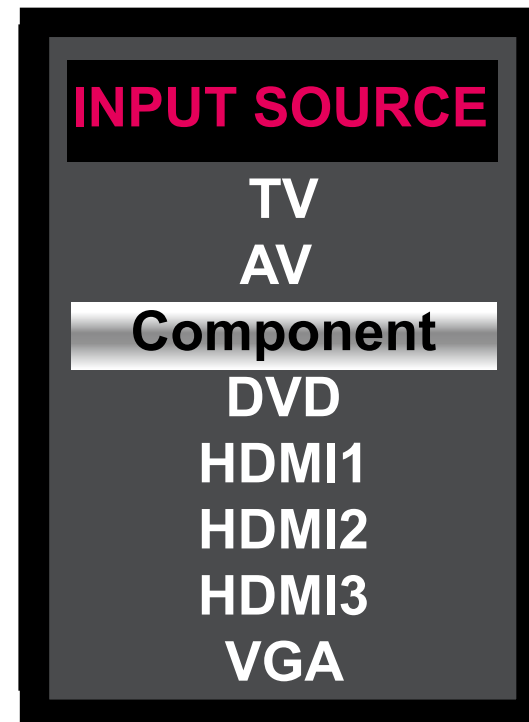 INPUT SOURCE
TV
AV
Component
DVD
HDMI1
HDMI2
HDMI3
VGA